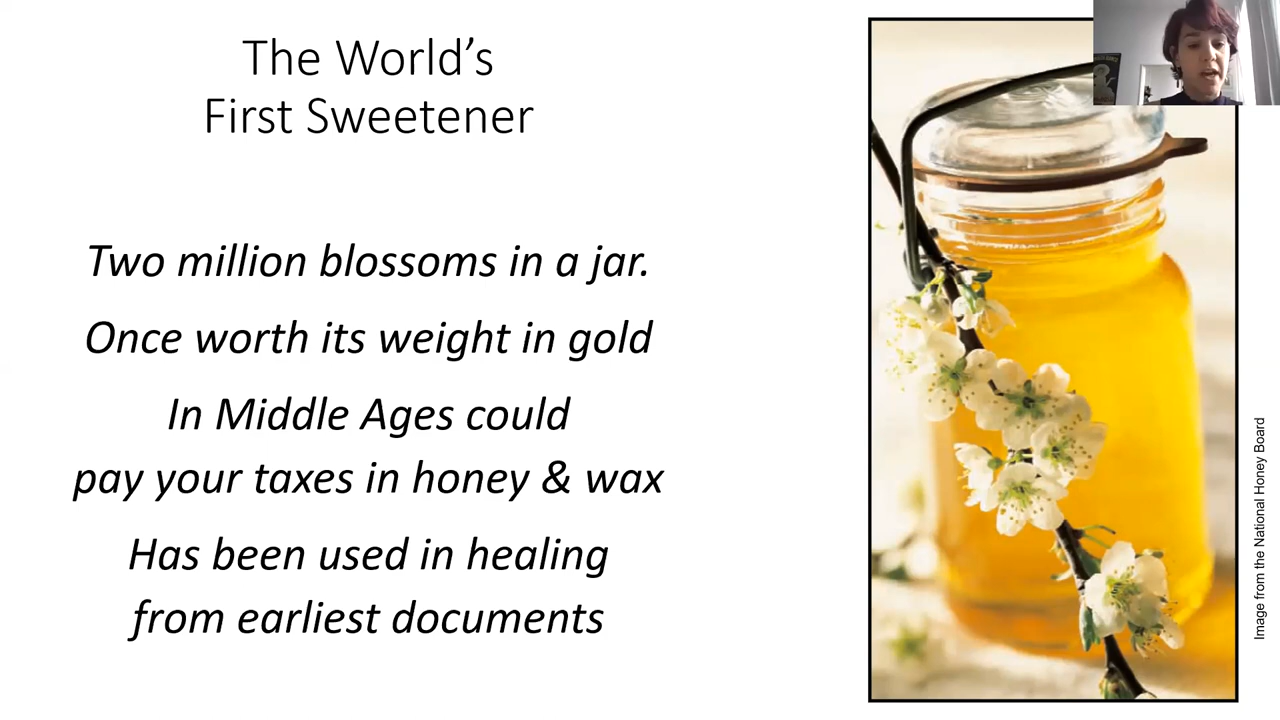 The World’s
First Sweetener
Two million blossoms in a jar.
Once worth its weight in gold
In Middle Ages could
pay your taxes in honey & wax
Has been used in healing
from earliest documents
Image from the National Honey Board